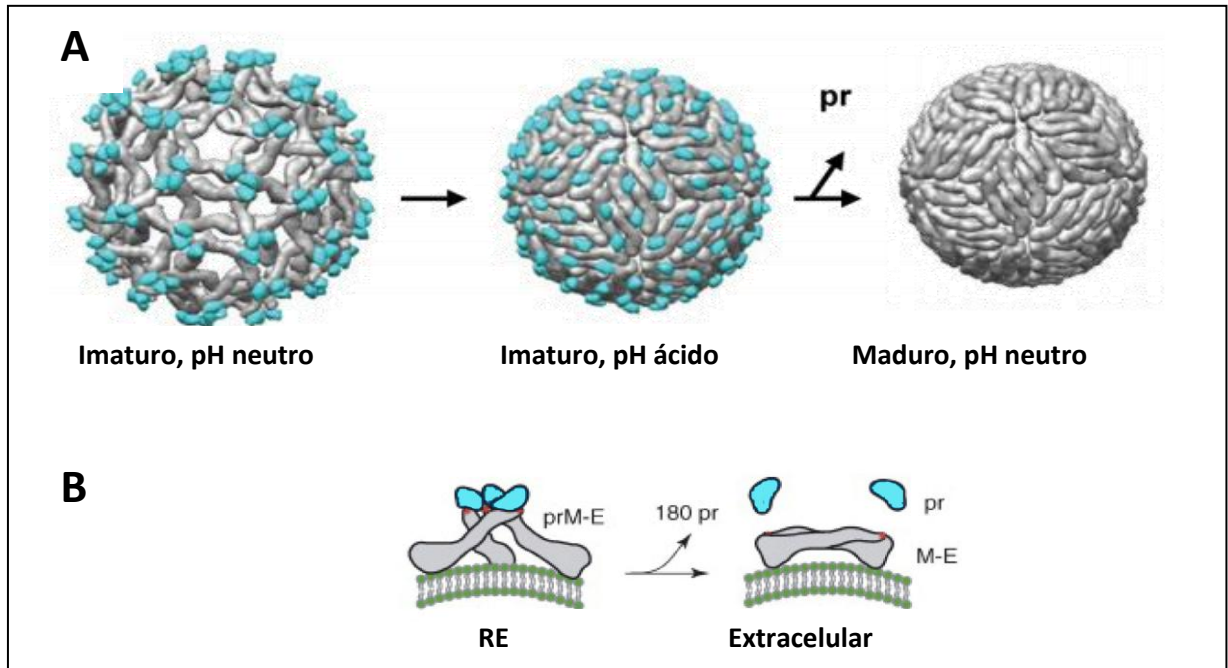 A
pr
Imaturo, pH neutro
Imaturo, pH ácido
Maduro, pH neutro
B
prM-E
180 pr
pr
M-E
RE
Extracelular